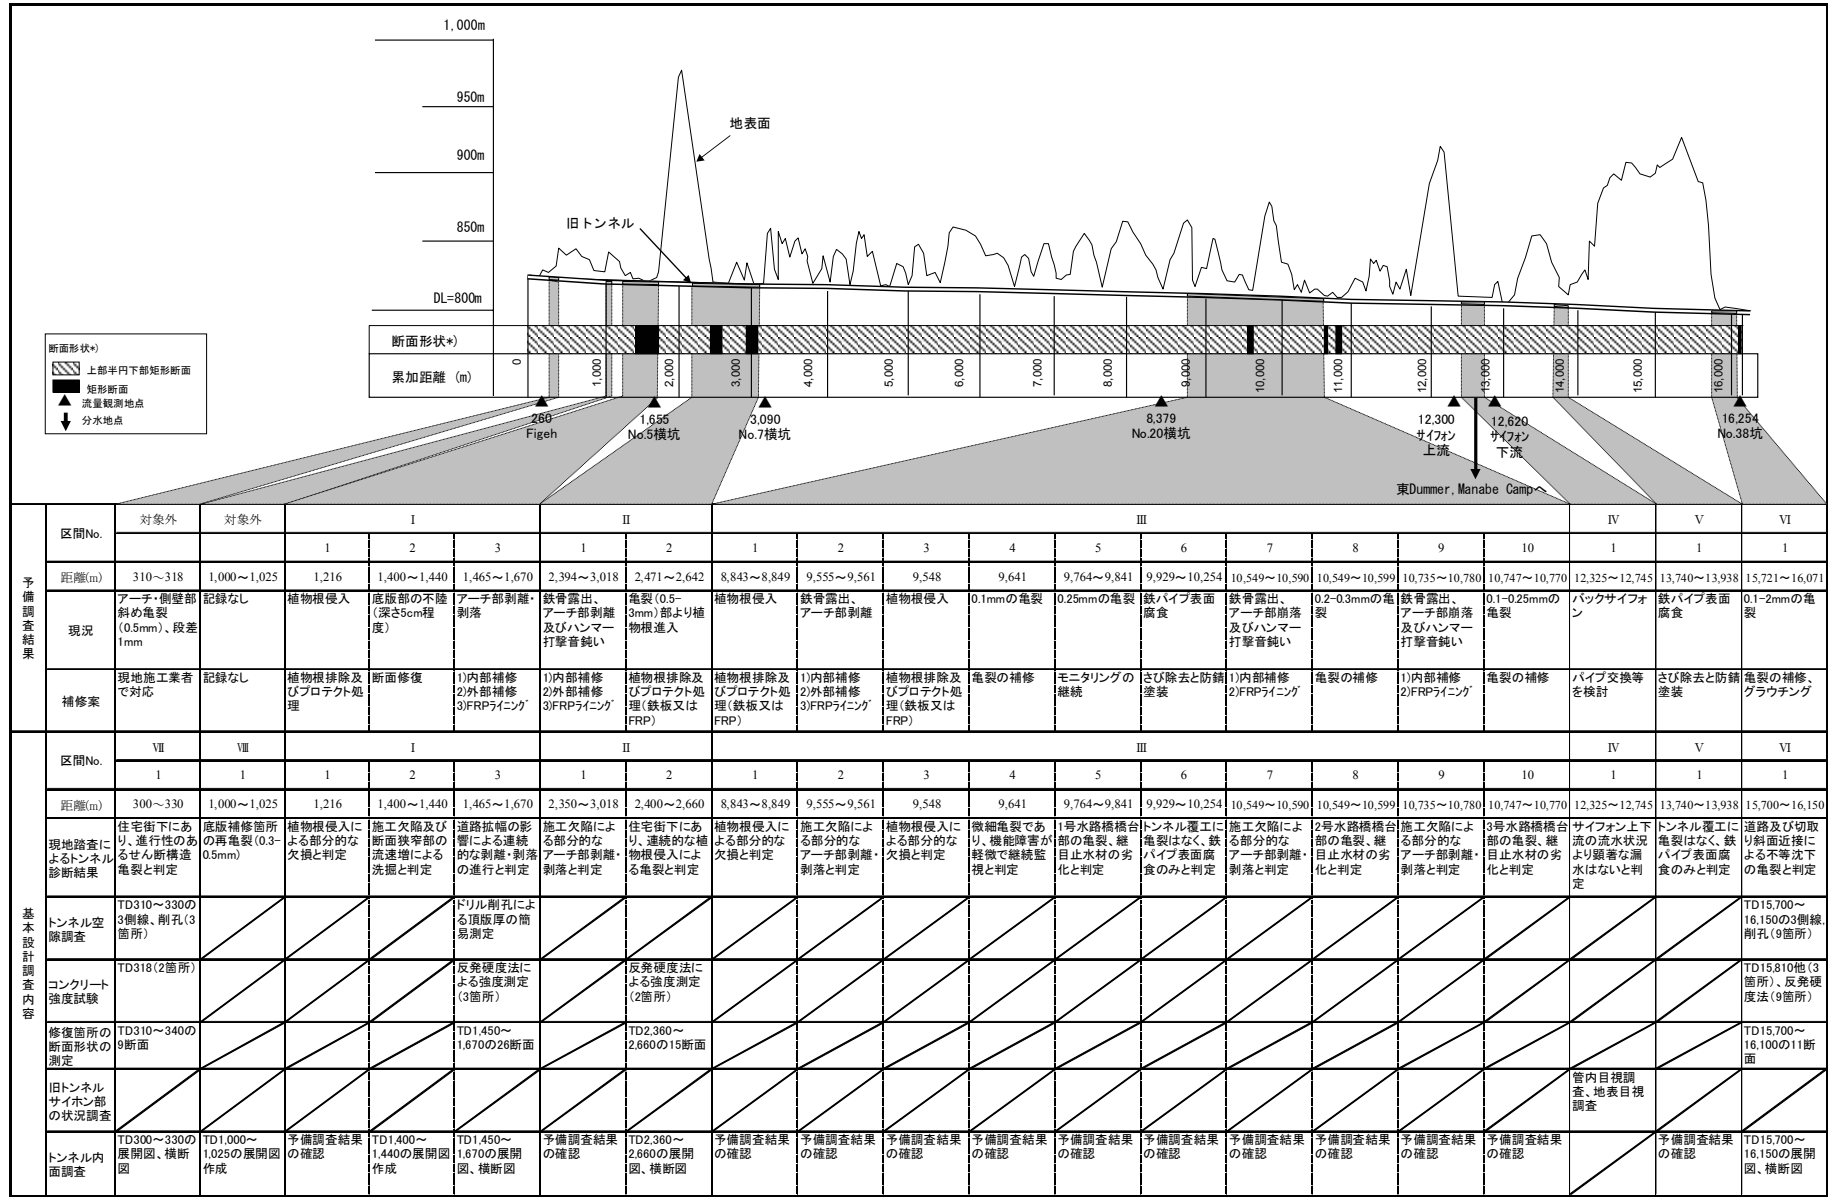 1,000m
950m
地表面
900m
旧トンネル
850m
DL=800m
断面形状*)
上部半円下部矩形断面
矩形断面
流量観測地点
分水地点
断面形状*)
累加距離 (m)
0
1,000
2,000
3,000
4,000
5,000
6,000
7,000
8,000
9,000
10,000
11,000
12,000
13,000
14,000
15,000
16,000
260
Figeh
1,655
No.5横坑
3,090
No.7横坑
8,379
No.20横坑
12,300
サイフォン
上流
12,620
サイフォン
下流
16,254
No.38坑
東Dummer, Manabe Campへ
予備調査結果
区間No.
対象外 対象外 I II III IV V VI
1 2 3 1 2 1 2 3 4 5 6 7 8 9 10 1 1 1
距離(m) 310～318 1,000～1,025 1,216 1,400～1,440 1,465～1,670 2,394～3,018 2,471～2,642 8,843～8,849 9,555～9,561 9,548 9,641 9,764～9,841 9,929～10,254 10,549～10,590 10,549～10,599 10,735～10,780 10,747～10,770 12,325～12,745 13,740～13,938 15,721～16,071
現況
アーチ・側壁部
斜め亀裂
(0.5mm)、段差
1mm
記録なし
植物根侵入
底版部の不陸
(深さ5cm程
度)
アーチ部剥離・
剥落
鉄骨露出、
アーチ部剥離
及びハンマー
打撃音鈍い
亀裂(0.5-
3mm)部より植
物根進入
植物根侵入
鉄骨露出、
アーチ部剥離
植物根侵入
0.1mmの亀裂
0.25mmの亀裂
鉄パイプ表面
腐食
鉄骨露出、
アーチ部崩落
及びハンマー
打撃音鈍い
0.2-0.3mmの亀
裂
鉄骨露出、
アーチ部崩落
及びハンマー
打撃音鈍い
0.1-0.25mmの
亀裂
バックサイフォ
ン
鉄パイプ表面
腐食
0.1-2mmの亀
裂
補修案
現地施工業者
で対応
記録なし
植物根排除及
びプロテクト処
理
断面修復
1)内部補修
2)外部補修
3)FRPライニング
1)内部補修
2)外部補修
3)FRPライニング
植物根排除及
びプロテクト処
理(鉄板又は
FRP)
植物根排除及
びプロテクト処
理(鉄板又は
FRP)
1)内部補修
2)外部補修
3)FRPライニング
植物根排除及
びプロテクト処
理(鉄板又は
FRP)
亀裂の補修
モニタリングの
継続
さび除去と防錆
塗装
1)内部補修
2)FRPライニング
亀裂の補修
1)内部補修
2)FRPライニング
亀裂の補修
パイプ交換等
を検討
さび除去と防錆
塗装
亀裂の補修、
グラウチング
基本設計調査内容
区間No.
Ⅶ Ⅷ I II III IV V VI
1 1 1 2 3 1 2 1 2 3 4 5 6 7 8 9 10 1 1 1
距離(m) 300～330 1,000～1,025 1,216 1,400～1,440 1,465～1,670 2,350～3,018 2,400～2,660 8,843～8,849 9,555～9,561 9,548 9,641 9,764～9,841 9,929～10,254 10,549～10,590 10,549～10,599 10,735～10,780 10,747～10,770 12,325～12,745 13,740～13,938 15,700～16,150
現地踏査に
よるトンネル
診断結果
住宅街下にあ
り、進行性のあ
るせん断構造
亀裂と判定
底版補修箇所
の再亀裂(0.3-
0.5mm)
植物根侵入に
よる部分的な
欠損と判定
施工欠陥及び
断面狭窄部の
流速増による
洗掘と判定
道路拡幅の影
響による連続
的な剥離・剥落
の進行と判定
施工欠陥によ
る部分的な
アーチ部剥離・
剥落と判定
住宅街下にあ
り、連続的な植
物根侵入によ
る亀裂と判定
植物根侵入に
よる部分的な
欠損と判定
施工欠陥によ
る部分的な
アーチ部剥離・
剥落と判定
植物根侵入に
よる部分的な
欠損と判定
微細亀裂であ
り、機能障害が
軽微で継続監
視と判定
1号水路橋橋台
部の亀裂、継
目止水材の劣
化と判定
トンネル覆工に
亀裂はなく、鉄
パイプ表面腐
食のみと判定
施工欠陥によ
る部分的な
アーチ部剥離・
剥落と判定
2号水路橋橋台
部の亀裂、継
目止水材の劣
化と判定
施工欠陥によ
る部分的な
アーチ部剥離・
剥落と判定
3号水路橋橋台
部の亀裂、継
目止水材の劣
化と判定
サイフォン上下
流の流水状況
より顕著な漏
水はないと判
定
トンネル覆工に
亀裂はなく、鉄
パイプ表面腐
食のみと判定
道路及び切取
り斜面近接に
よる不等沈下
の亀裂と判定
トンネル空
隙調査
TD310～330の
3側線、削孔(3
箇所)
ドリル削孔によ
る頂版厚の簡
易測定
TD15,700～
16,150の3側線,
削孔(9箇所)
コンクリート
強度試験
TD318(2箇所)
反発硬度法に
よる強度測定
(3箇所)
反発硬度法に
よる強度測定
(2箇所)
TD15,810他(3
箇所)、反発硬
度法(9箇所)
修復箇所の
断面形状の
測定
TD310～340の
9断面
TD1,450～
1,670の26断面
TD2,360～
2,660の15断面
TD15,700～
16,100の11断
面
旧トンネル
サイホン部
の状況調査
管内目視調
査、地表目視
調査
トンネル内
面調査
TD300～330の
展開図、横断
図
TD1,000～
1,025の展開図
作成
予備調査結果
の確認
TD1,400～
1,440の展開図
作成
TD1,450～
1,670の展開
図、横断図
予備調査結果
の確認
TD2,360～
2,660の展開
図、横断図
予備調査結果
の確認
予備調査結果
の確認
予備調査結果
の確認
予備調査結果
の確認
予備調査結果
の確認
予備調査結果
の確認
予備調査結果
の確認
予備調査結果
の確認
予備調査結果
の確認
予備調査結果
の確認
予備調査結果
の確認
TD15,700～
16,150の展開
図、横断図